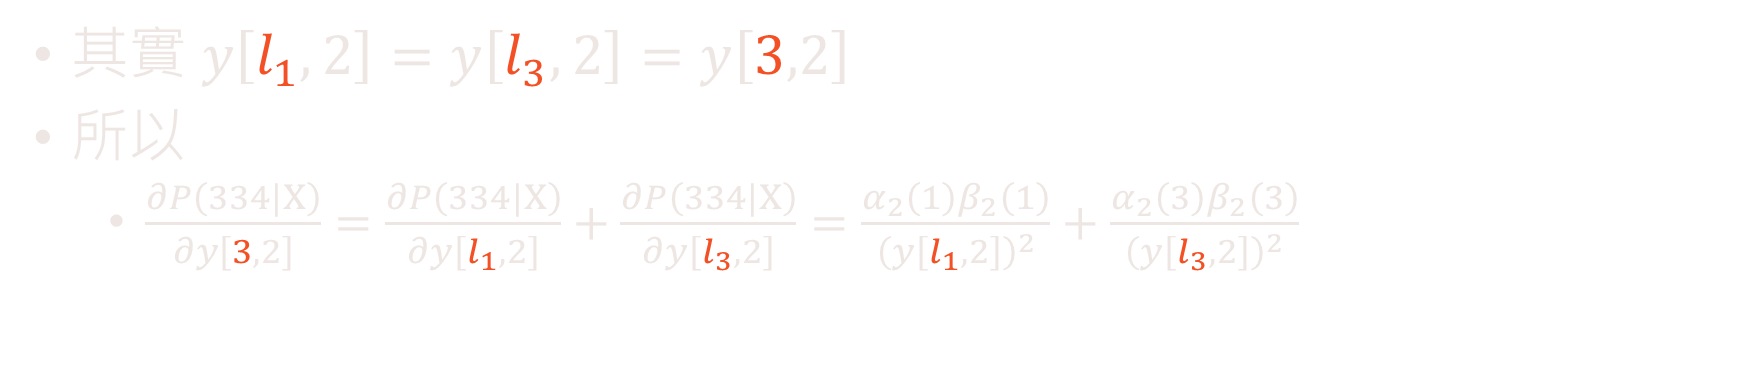 • 其實 y[l₁, 2] = y[l₃, 2] = y[3,2]
• 所以
• ∂P(334|X)/∂y[3,2] = ∂P(334|X)/∂y[l₁,2] + ∂P(334|X)/∂y[l₃,2] = α₂(1)β₂(1)/(y[l₁,2])² + α₂(3)β₂(3)/(y[l₃,2])²